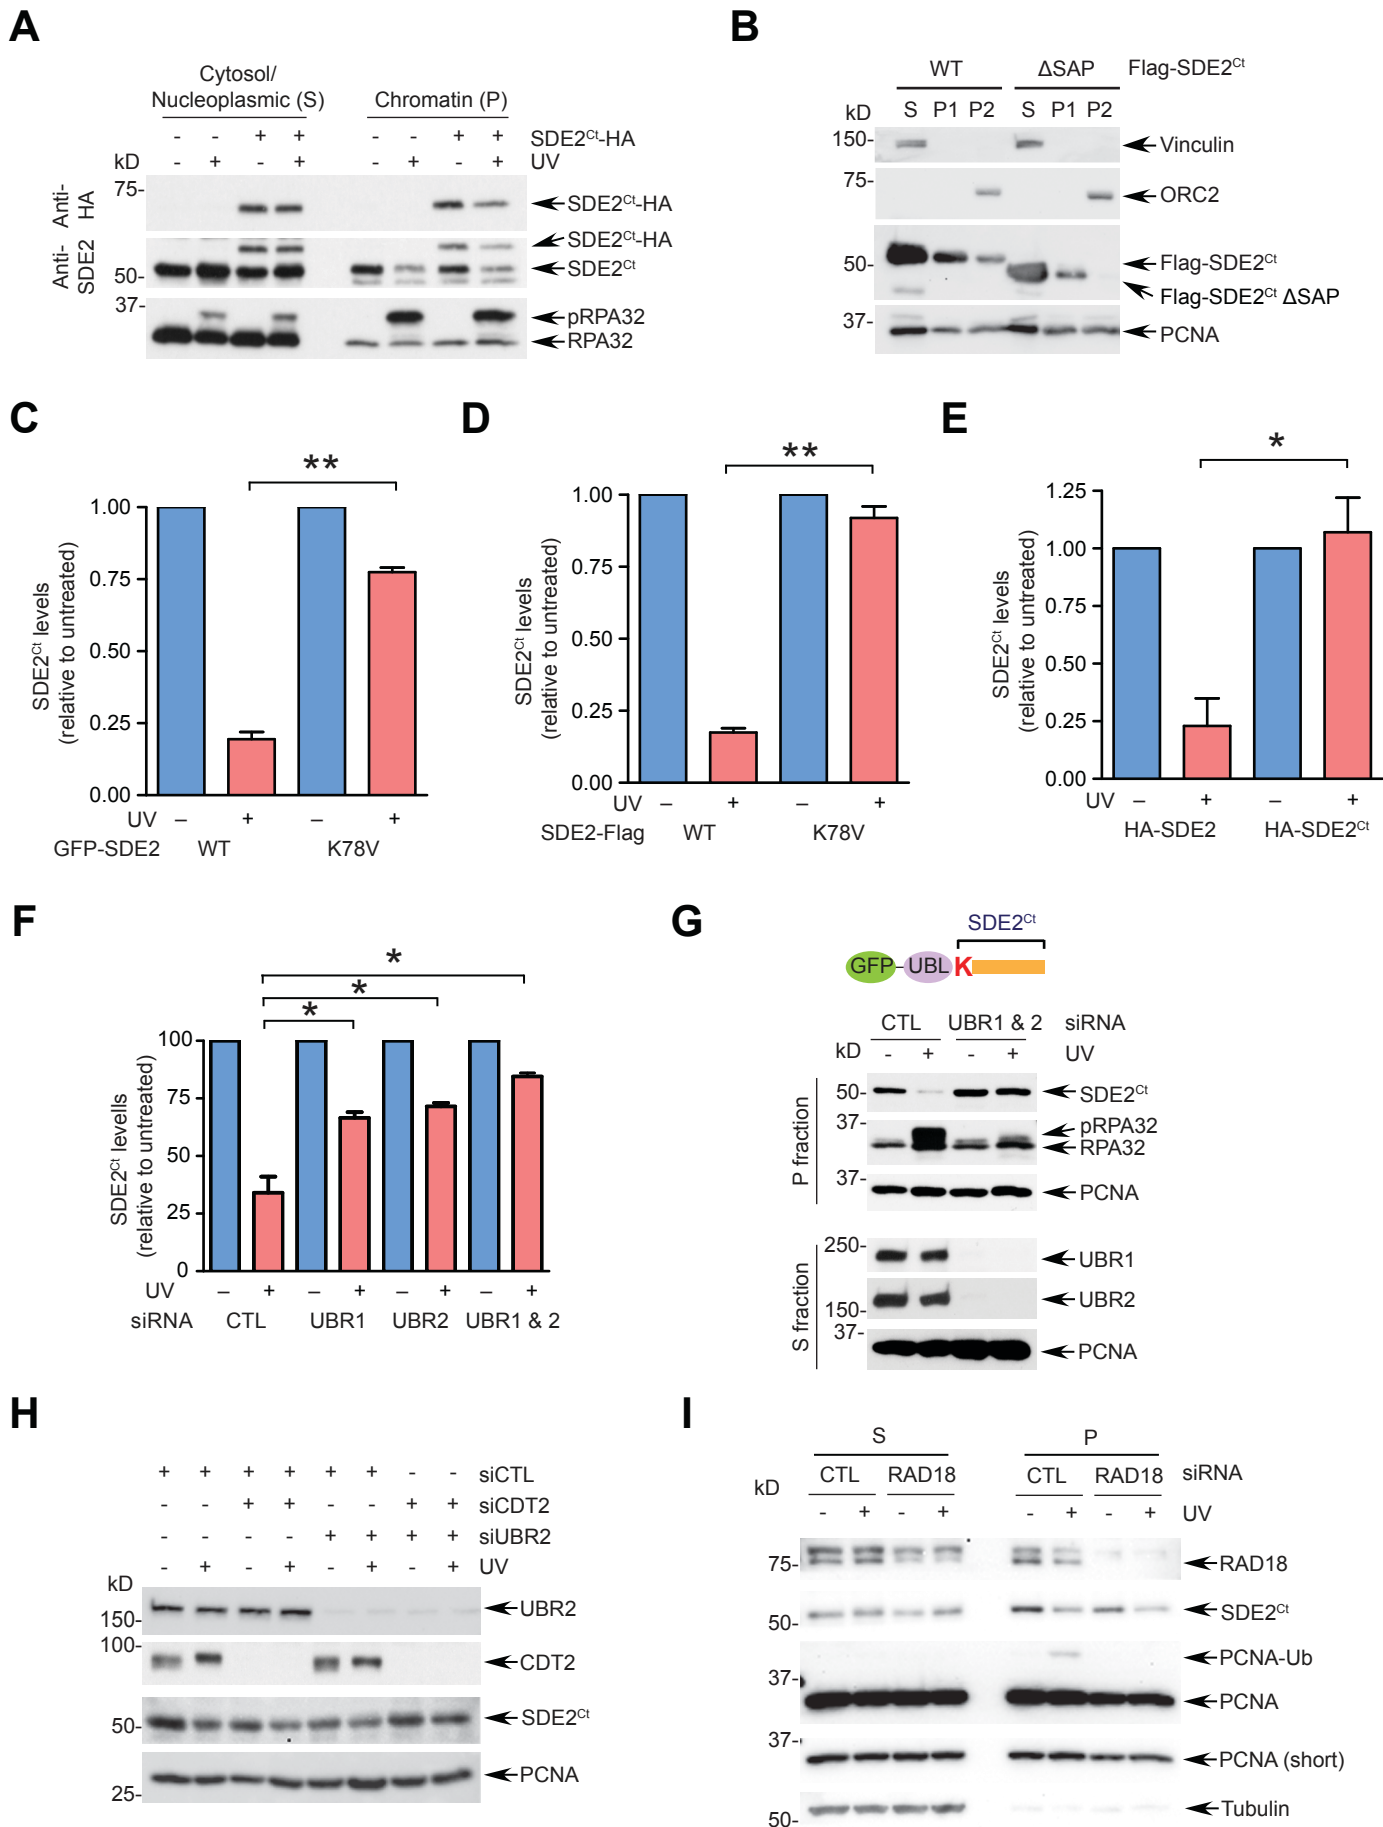 A
Cytosol/
Nucleoplasmic (S)
Chromatin (P)
- - + + - - + + SDE2Ct-HA
kD - + - + - + - + UV
Anti-HA
75-
SDE2Ct-HA
Anti-SDE2
SDE2Ct-HA
50-
SDE2Ct
37-
pRPA32
RPA32
B
WT ΔSAP Flag-SDE2Ct
kD S P1 P2 S P1 P2
150-
Vinculin
75-
ORC2
50-
Flag-SDE2Ct
Flag-SDE2Ct ΔSAP
37-
PCNA
C
**
1.00
0.75
0.50
0.25
0.00
SDE2Ct levels
(relative to untreated)
UV – + – +
GFP-SDE2 WT K78V
D
**
1.00
0.75
0.50
0.25
0.00
SDE2Ct levels
(relative to untreated)
UV – + – +
SDE2-Flag WT K78V
E
*
1.25
1.00
0.75
0.50
0.25
0.00
SDE2Ct levels
(relative to untreated)
UV – + – +
HA-SDE2 HA-SDE2Ct
F
*
*
*
100
75
50
25
0
SDE2Ct levells
(relative to untreated)
UV – + – + – + – +
siRNA CTL UBR1 UBR2 UBR1 & 2
G
SDE2Ct
GFP UBL K
CTL UBR1 & 2 siRNA
kD - + - + UV
P fraction
50-
SDE2Ct
37-
pRPA32
RPA32
37-
PCNA
S fraction
250-
UBR1
UBR2
150-
37-
PCNA
H
+ + + + + + - - siCTL
- - + + - - + + siCDT2
- - - - + + + + siUBR2
- + - + - + - + UV
kD
UBR2
150-
100-
CDT2
SDE2Ct
50-
PCNA
25-
I
S P
CTL RAD18 CTL RAD18 siRNA
kD
- + - + - + - + UV
75-
RAD18
SDE2Ct
50-
PCNA-Ub
37-
PCNA
37-
PCNA (short)
Tubulin
50-